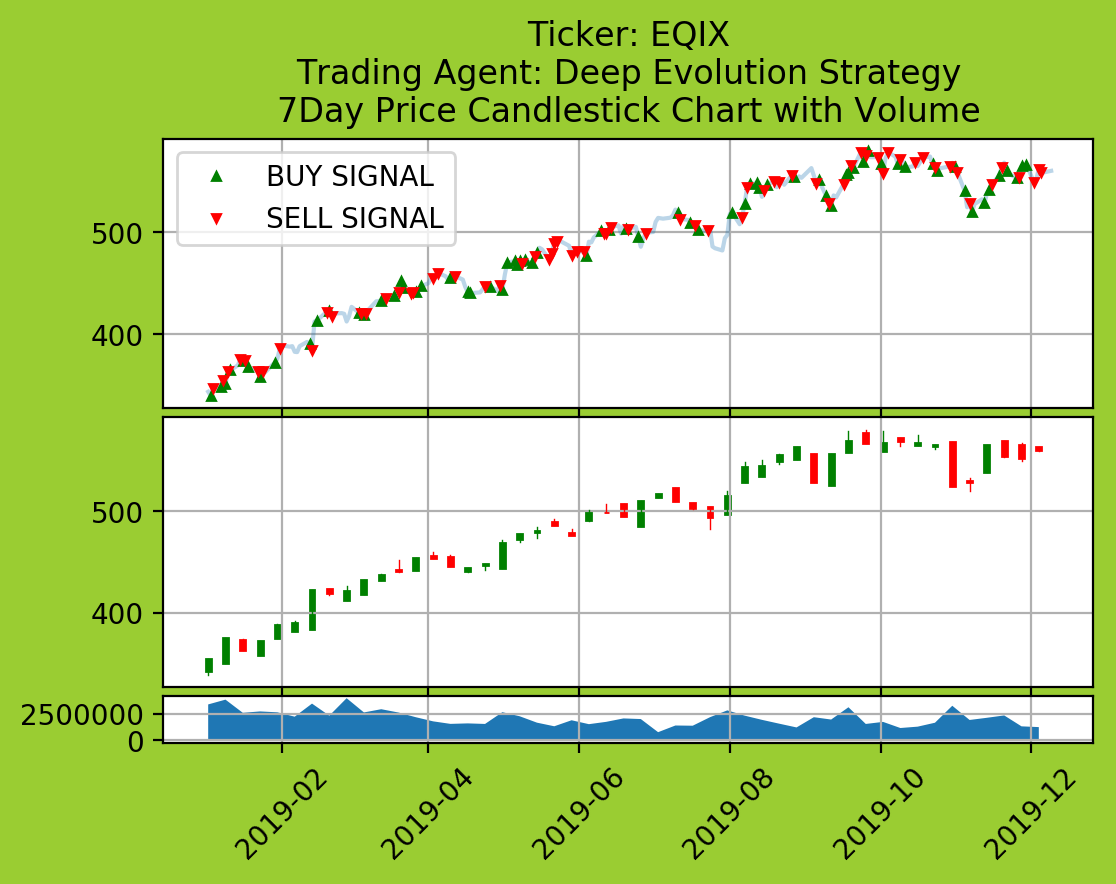 Ticker: EQIX
Trading Agent: Deep Evolution Strategy
7Day Price Candlestick Chart with Volume
BUY SIGNAL
SELL SIGNAL
500
400
500
400
2500000
0
2019-02
2019-04
2019-06
2019-08
2019-10
2019-12